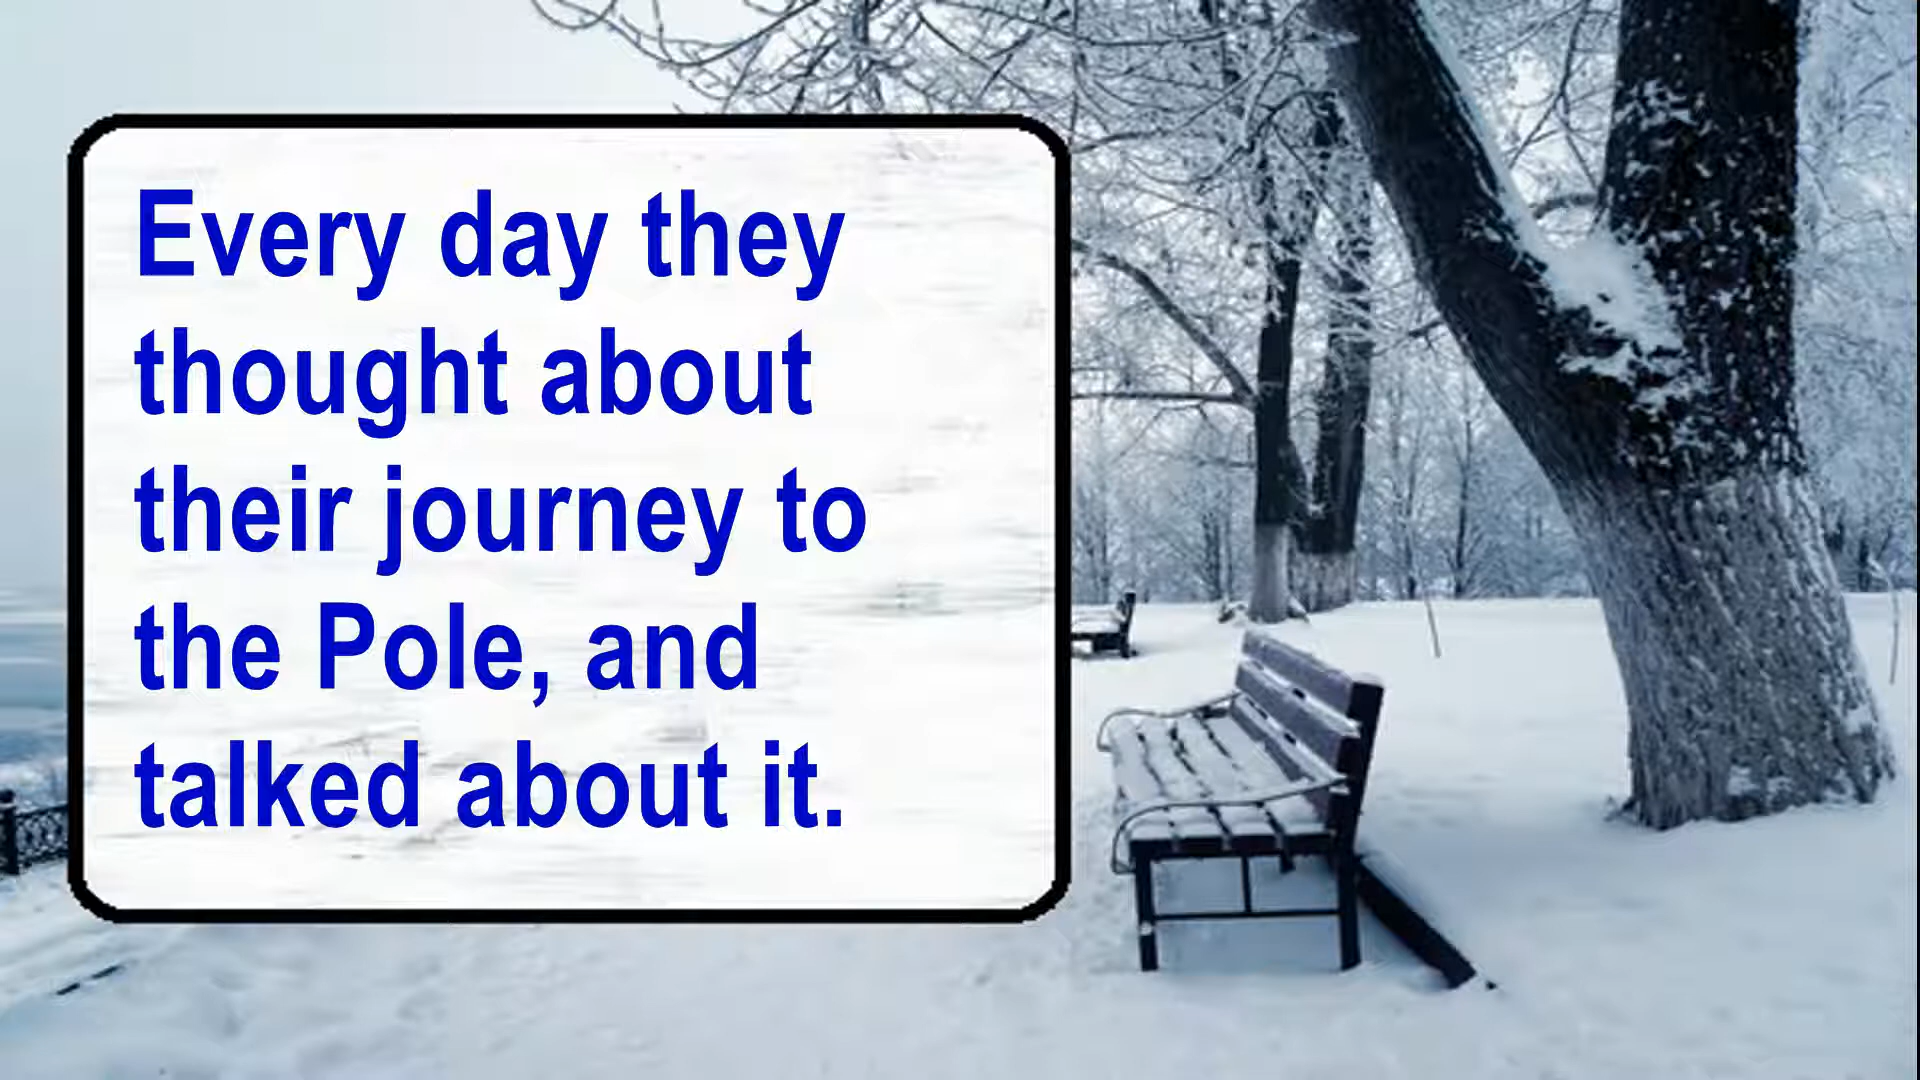 Every day they
thought about
their journey to
the Pole, and
talked about it.